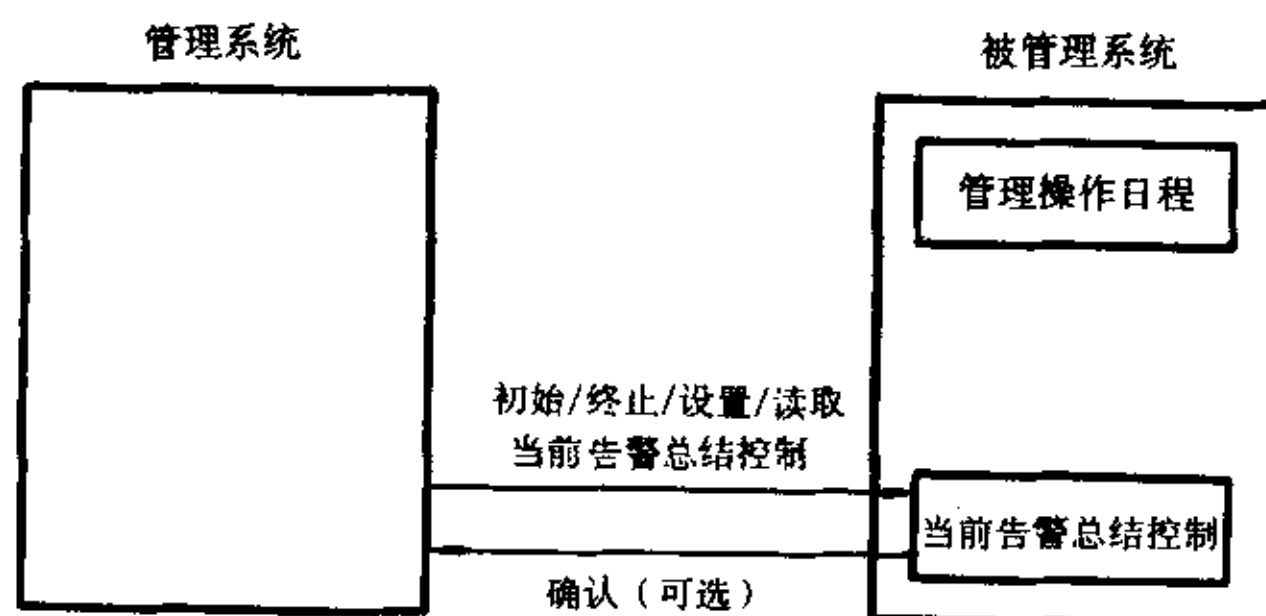 管理系统
被管理系统
管理操作日程
初始/终止/设置/读取
当前告警总结控制
当前告警总结控制
确认（可选）